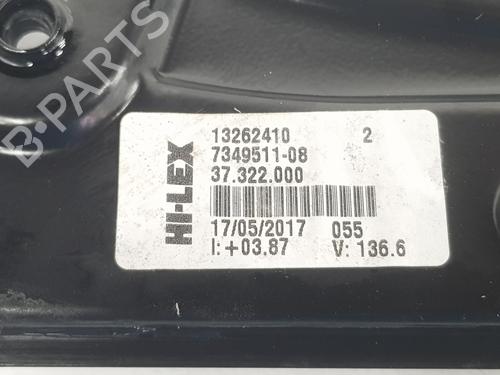 HI-LEX
13262410 2
7349511-08
37.322.000
17/05/2017 055
I:+03.87 V: 136.6
B-PARTS